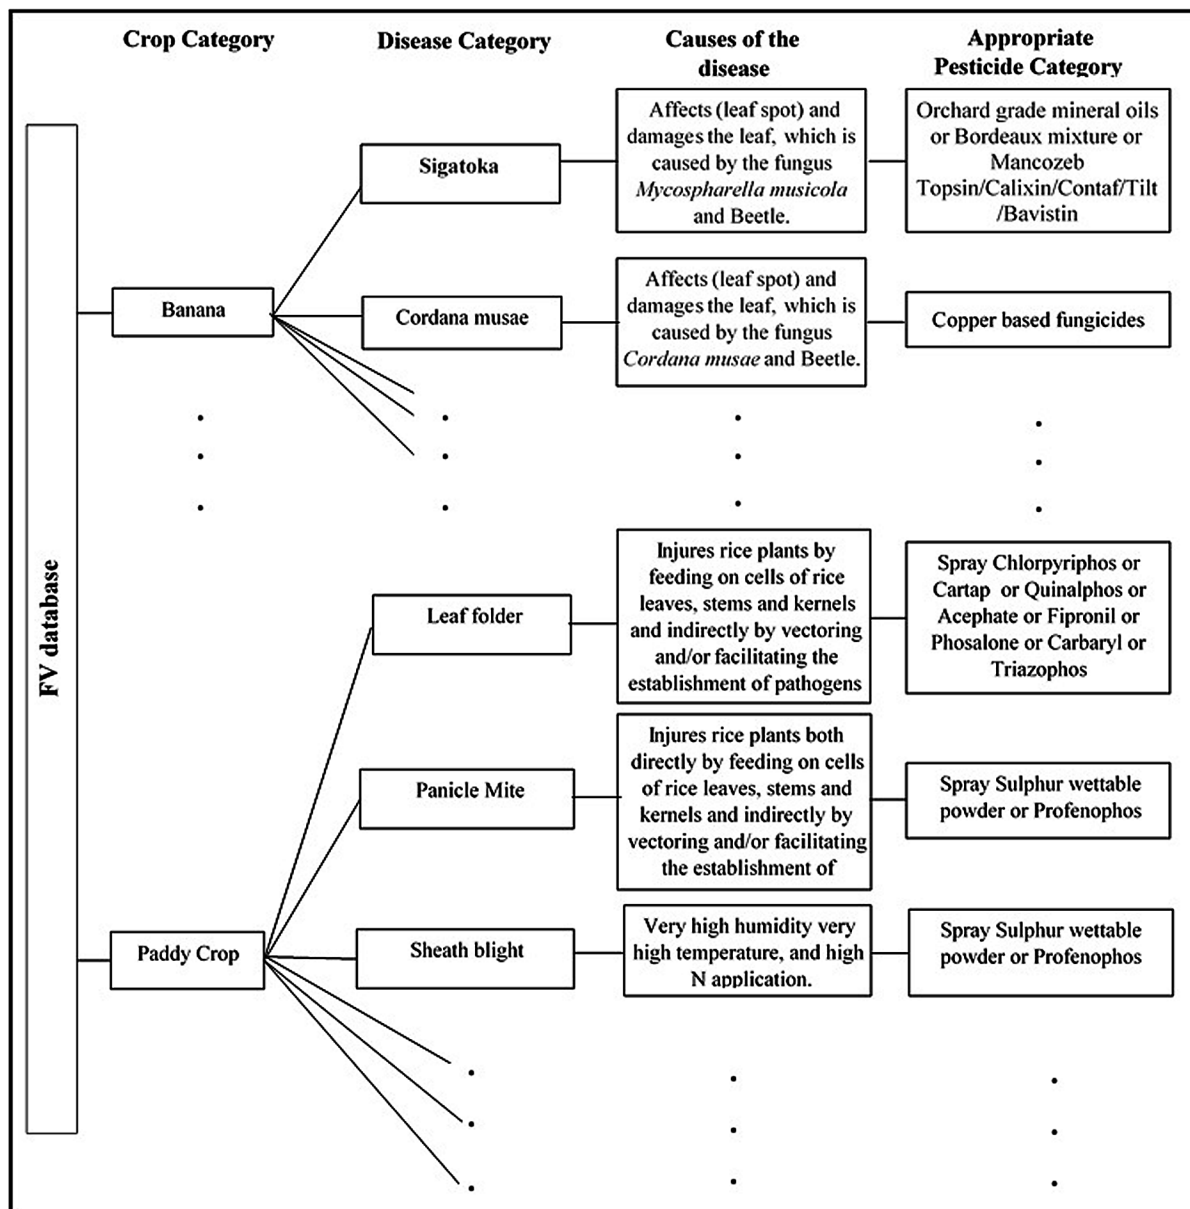 Crop Category
Disease Category
Causes of the
disease
Appropriate
Pesticide Category
FV database
Banana
Sigatoka
Affects (leaf spot) and
damages the leaf, which is
caused by the fungus
Mycospharella musicola
and Beetle.
Orchard grade mineral oils
or Bordeaux mixture or
Mancozeb
Topsin/Calixin/Contaf/Tilt
/Bavistin
Cordana musae
Affects (leaf spot) and
damages the leaf, which is
caused by the fungus
Cordana musae and Beetle.
Copper based fungicides
Paddy Crop
Leaf folder
Injures rice plants by
feeding on cells of rice
leaves, stems and kernels
and indirectly by vectoring
and/or facilitating the
establishment of pathogens
Spray Chlorpyriphos or
Cartap or Quinalphos or
Acephate or Fipronil or
Phosalone or Carbaryl or
Triazophos
Panicle Mite
Injures rice plants both
directly by feeding on cells
of rice leaves, stems and
kernels and indirectly by
vectoring and/or facilitating
the establishment of
Spray Sulphur wettable
powder or Profenophos
Sheath blight
Very high humidity very
high temperature, and high
N application.
Spray Sulphur wettable
powder or Profenophos